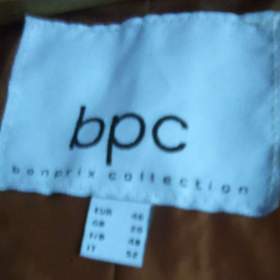 bpc
bonprix collection
EUR 46
GB 20
F/B 48
IT 52